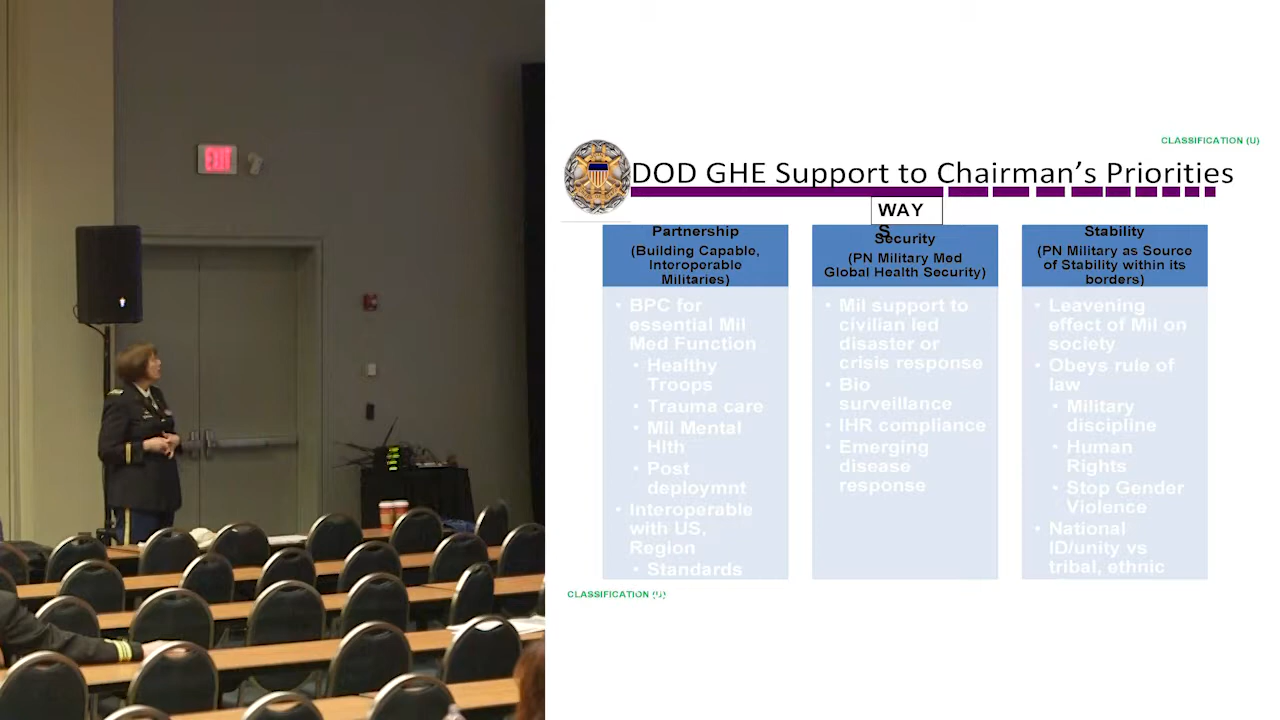 CLASSIFICATION (U)
DOD GHE Support to Chairman's Priorities
WAY
S
Partnership
(Building Capable,
Interoperable
Militaries)
• BPC for
essential Mil
Med Function
• Healthy
Troops
• Trauma care
• Mil Mental
Hlth
• Post
deploymnt
• Interoperable
with US,
Region
• Standards
Security
(PN Military Med
Global Health Security)
• Mil support to
civilian led
disaster or
crisis response
• Bio
surveillance
• IHR compliance
• Emerging
disease
response
Stability
(PN Military as Source
of Stability within its
borders)
• Leavening
effect of Mil on
society
• Obeys rule of
law
• Military
discipline
• Human
Rights
• Stop Gender
Violence
• National
ID/unity vs
tribal, ethnic
CLASSIFICATION (U)